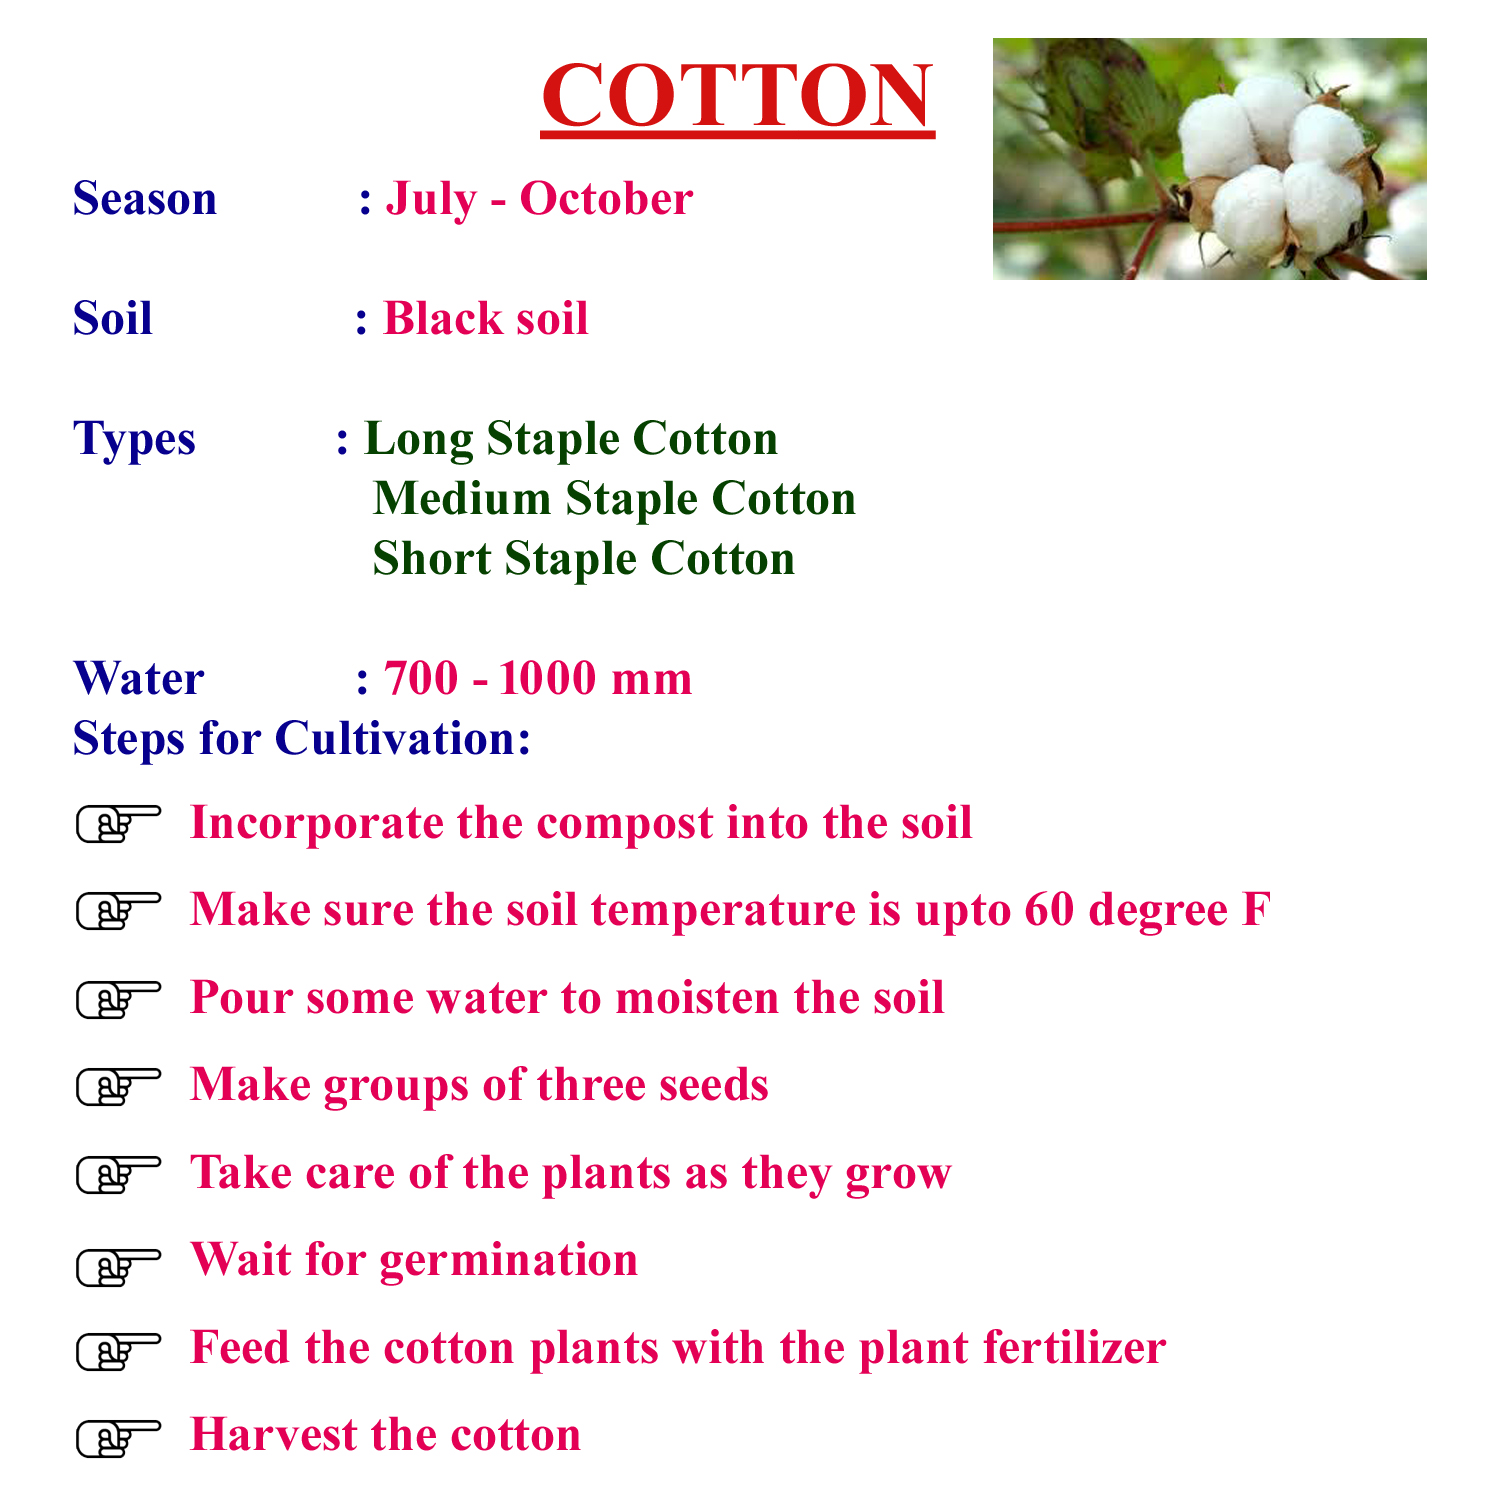 COTTON
Season : July - October
Soil : Black soil
Types : Long Staple Cotton
Medium Staple Cotton
Short Staple Cotton
Water : 700 - 1000 mm
Steps for Cultivation:
Incorporate the compost into the soil
Make sure the soil temperature is upto 60 degree F
Pour some water to moisten the soil
Make groups of three seeds
Take care of the plants as they grow
Wait for germination
Feed the cotton plants with the plant fertilizer
Harvest the cotton